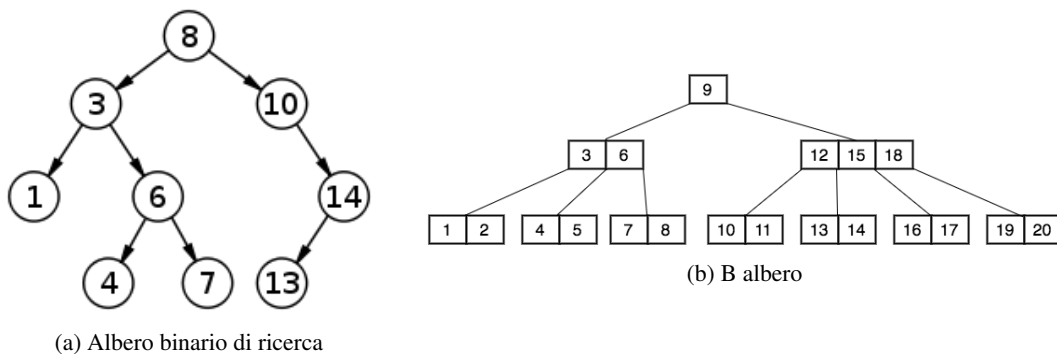 8
3 10
1 6 14
4 7 13
(a) Albero binario di ricerca
9
3 6 12 15 18
1 2 4 5 7 8 10 11 13 14 16 17 19 20
(b) B albero